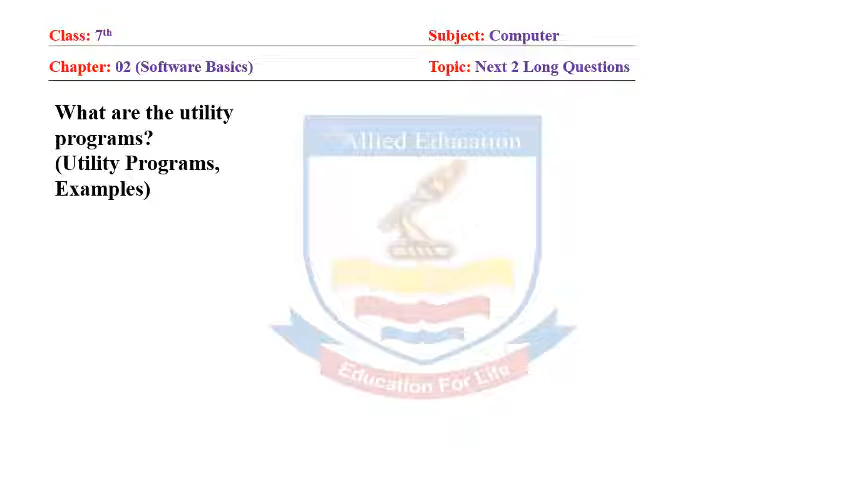 Class: 7th
Subject: Computer
Chapter: 02 (Software Basics)
Topic: Next 2 Long Questions
What are the utility
programs?
(Utility Programs,
Examples)
Allied Education
Education For Life